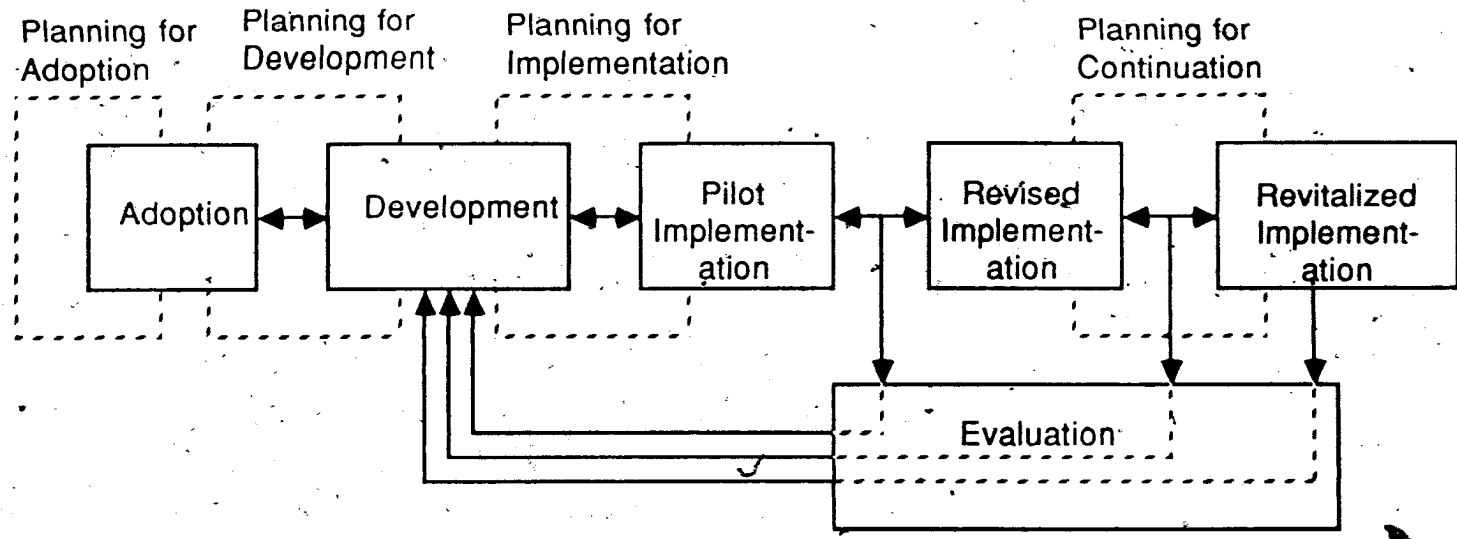 Planning for
Adoption
Planning for
Development
Planning for
Implementation
Planning for
Continuation
Adoption
Development
Pilot
Implement-
ation
Revised
Implement-
ation
Revitalized
Implement-
ation
Evaluation